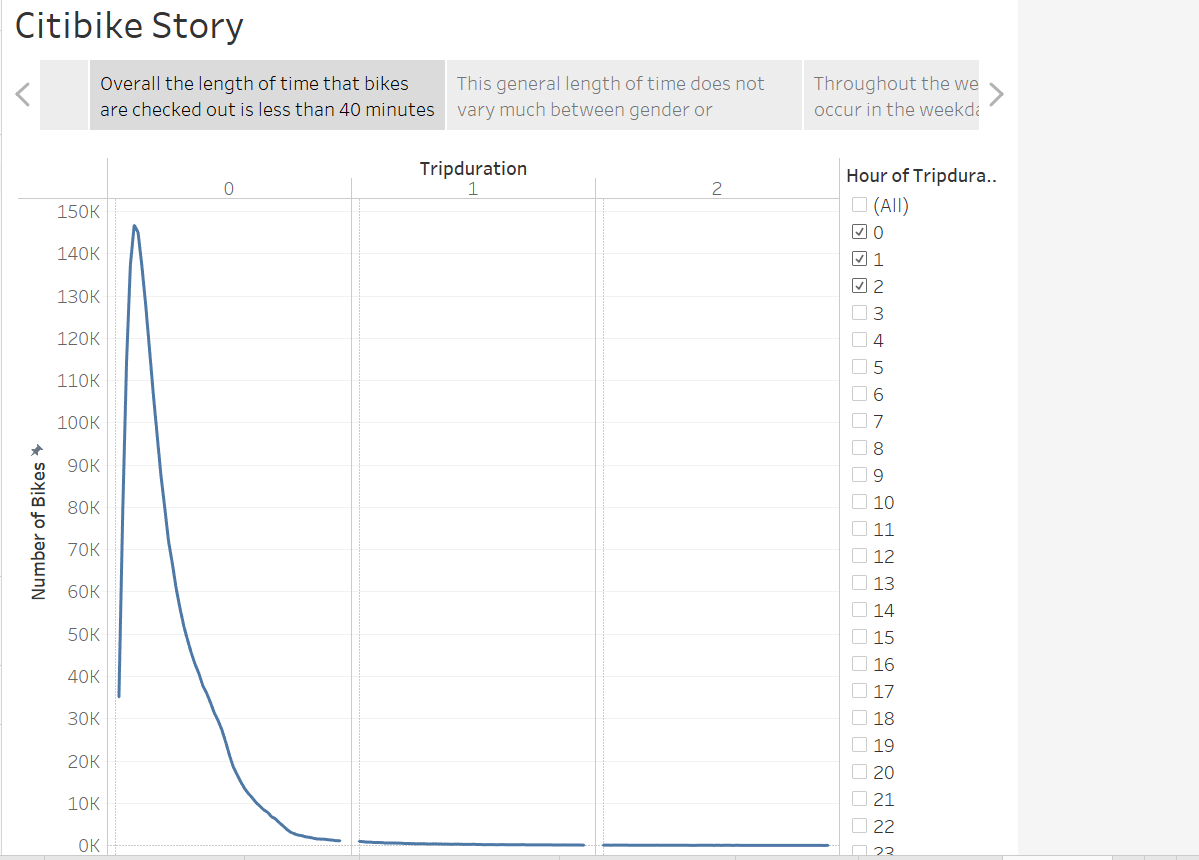 Citibike Story
Overall the length of time that bikes
are checked out is less than 40 minutes
This general length of time does not
vary much between gender or
Throughout the we
occur in the weekda
Tripduration
0
1
2
150K
140K
130K
120K
110K
100K
90K
80K
70K
60K
50K
40K
30K
20K
10K
0K
Number of Bikes
Hour of Tripdura..
(All)
0
1
2
3
4
5
6
7
8
9
10
11
12
13
14
15
16
17
18
19
20
21
22
23